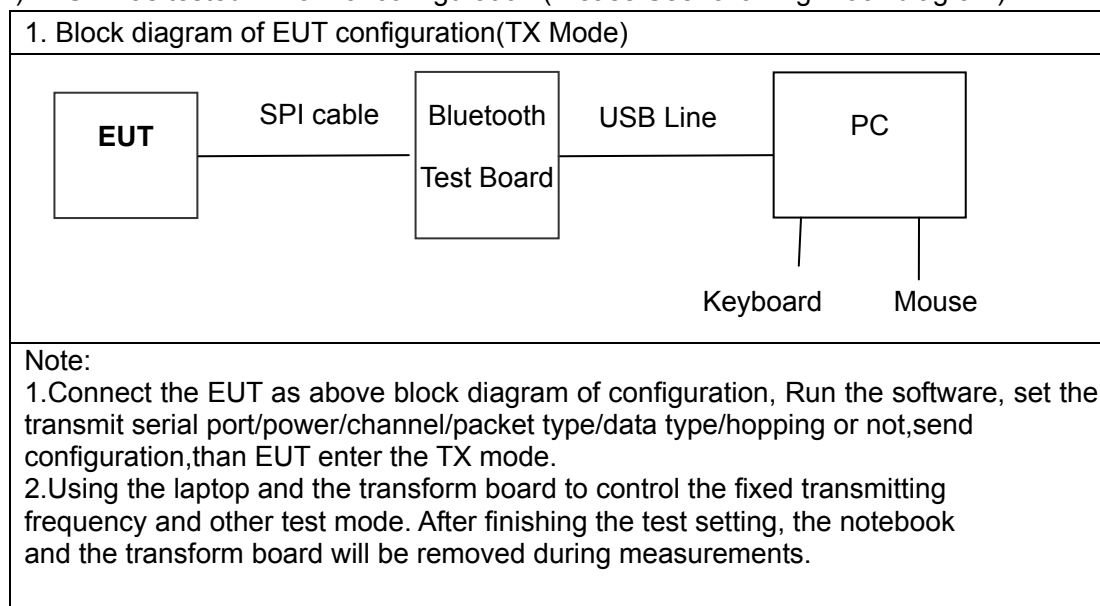 1. Block diagram of EUT configuration(TX Mode)
EUT
SPI cable
Bluetooth
Test Board
USB Line
PC
Keyboard
Mouse
Note:
1.Connect the EUT as above block diagram of configuration, Run the software, set the
transmit serial port/power/channel/packet type/data type/hopping or not,send
configuration,than EUT enter the TX mode.
2.Using the laptop and the transform board to control the fixed transmitting
frequency and other test mode. After finishing the test setting, the notebook
and the transform board will be removed during measurements.